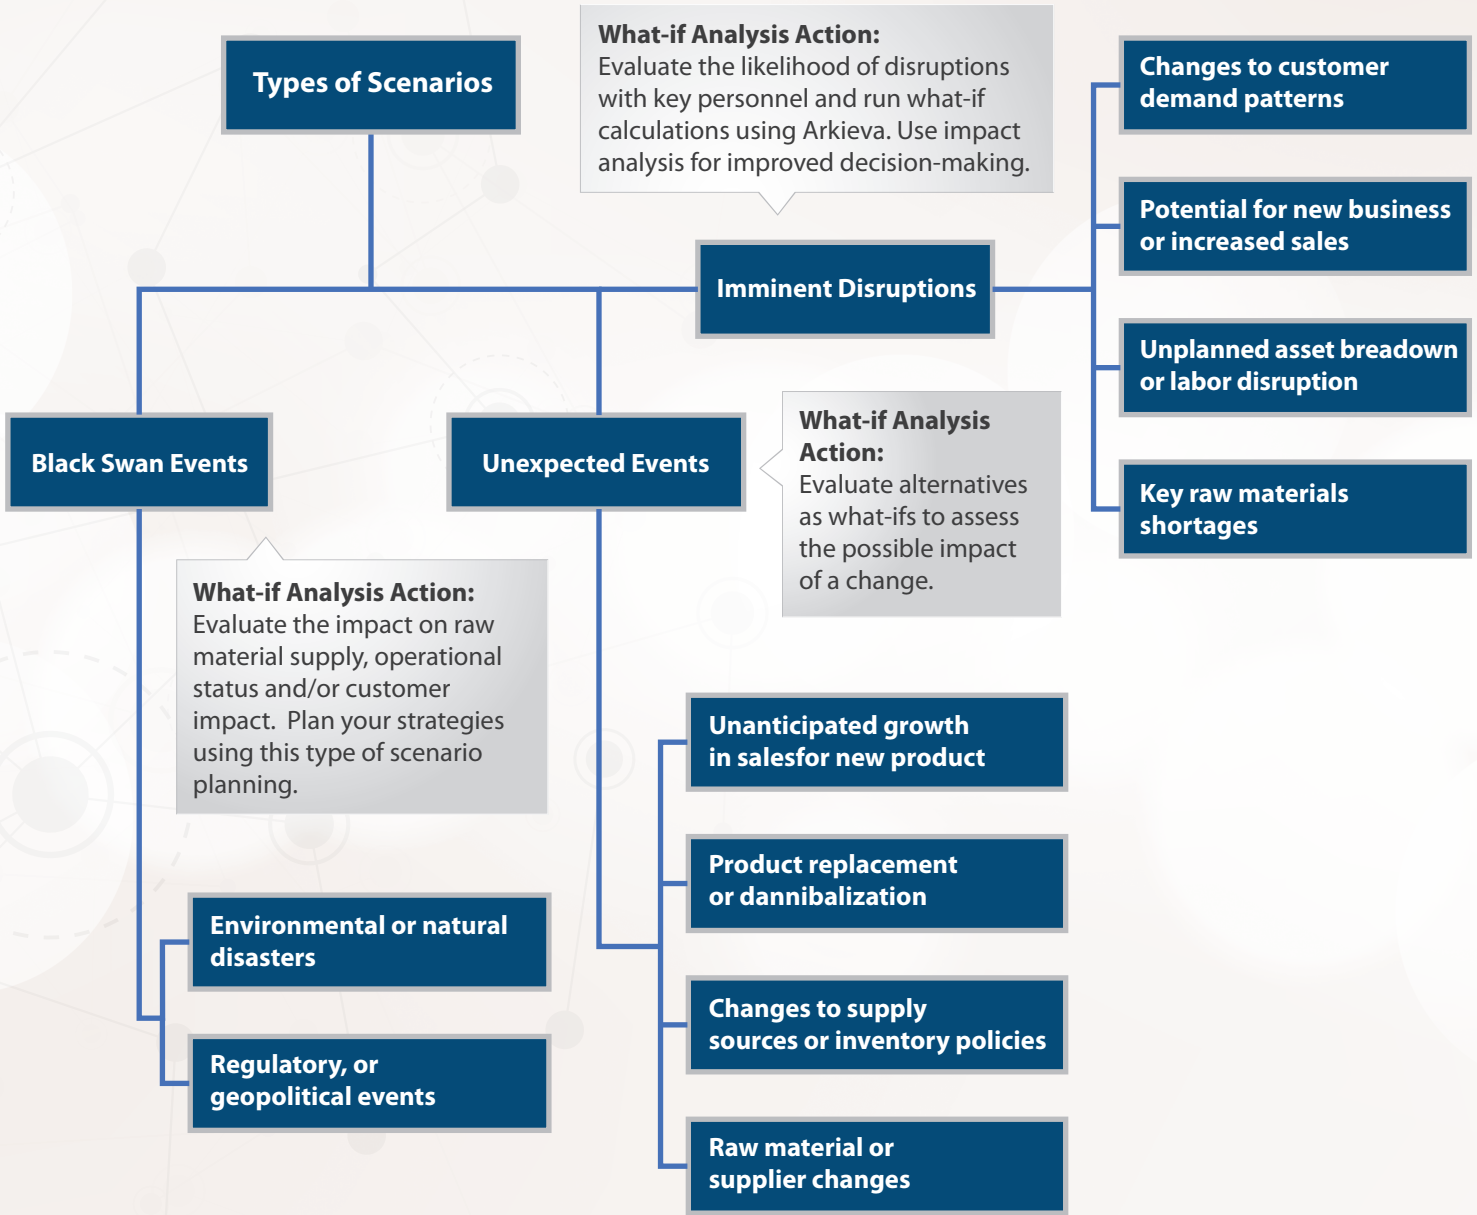 Types of Scenarios
What-if Analysis Action:
Evaluate the likelihood of disruptions
with key personnel and run what-if
calculations using Arkieva. Use impact
analysis for improved decision-making.
Imminent Disruptions
Changes to customer
demand patterns
Potential for new business
or increased sales
Unplanned asset breadown
or labor disruption
Key raw materials
shortages
Black Swan Events
What-if Analysis Action:
Evaluate the impact on raw
material supply, operational
status and/or customer
impact.  Plan your strategies
using this type of scenario
planning.
Environmental or natural
disasters
Regulatory, or
geopolitical events
Unexpected Events
What-if Analysis
Action:
Evaluate alternatives
as what-ifs to assess
the possible impact
of a change.
Unanticipated growth
in salesfor new product
Product replacement
or dannibalization
Changes to supply
sources or inventory policies
Raw material or
supplier changes